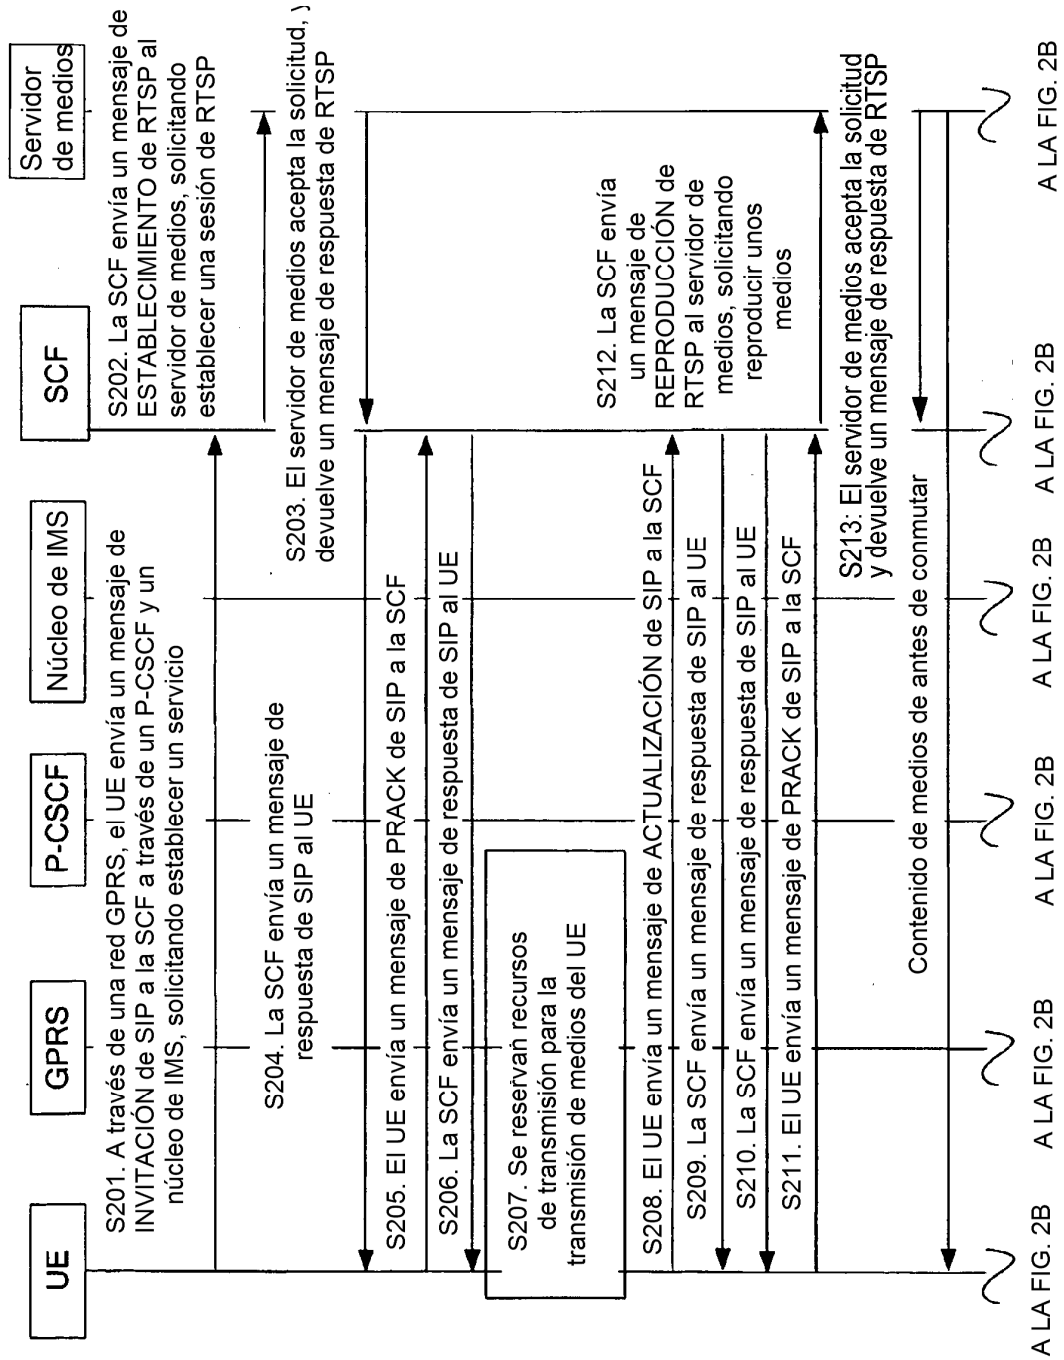 UE
GPRS
P-CSCF
Núcleo de IMS
SCF
Servidor
de medios
S201. A través de una red GPRS, el UE envía un mensaje de
INVITACIÓN de SIP a la SCF a través de un P-CSCF y un
núcleo de IMS, solicitando establecer un servicio
S202. La SCF envía un mensaje de
ESTABLECIMIENTO de RTSP al
servidor de medios, solicitando
establecer una sesión de RTSP
S203. El servidor de medios acepta la solicitud, y
devuelve un mensaje de respuesta de RTSP
S204. La SCF envía un mensaje de
respuesta de SIP al UE
S205. El UE envía un mensaje de PRACK de SIP a la SCF
S206. La SCF envía un mensaje de respuesta de SIP al UE
S207. Se reservan recursos
de transmisión para la
transmisión de medios del UE
S208. El UE envía un mensaje de ACTUALIZACIÓN de SIP a la SCF
S209. La SCF envía un mensaje de respuesta de SIP al UE
S210. La SCF envía un mensaje de respuesta de SIP al UE
S211. El UE envía un mensaje de PRACK de SIP a la SCF
S212. La SCF envía
un mensaje de
REPRODUCCIÓN de
RTSP al servidor de
medios, solicitando
reproducir unos
medios
S213: El servidor de medios acepta la solicitud
y devuelve un mensaje de respuesta de RTSP
Contenido de medios de antes de conmutar
A LA FIG. 2B
A LA FIG. 2B
A LA FIG. 2B
A LA FIG. 2B
A LA FIG. 2B
A LA FIG. 2B